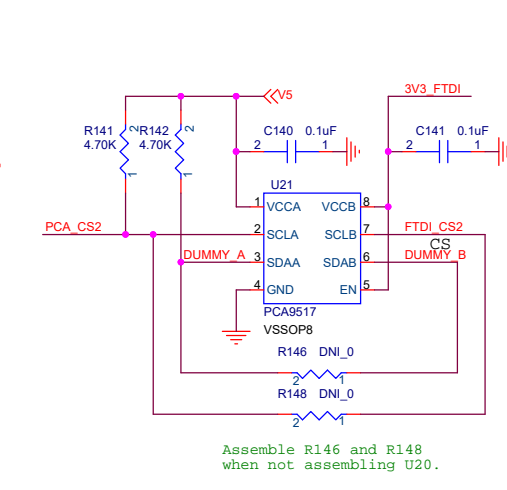 V5
3V3_FTDI
R141
4.70K
2
1
R142
4.70K
2
1
C140 0.1uF
2 1
C141 0.1uF
2 1
U21
1 VCCA VCCB 8
PCA_CS2
2 SCLA SCLB 7
FTDI_CS2
CS
DUMMY_A
3 SDAA SDAB 6
DUMMY_B
4 GND EN 5
PCA9517
VSSOP8
R146 DNI_0
2 1
R148 DNI_0
2 1
Assemble R146 and R148
when not assembling U20.